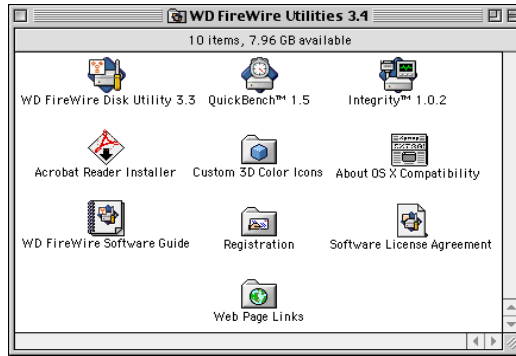 WD FireWire Utilities 3.4
10 items, 7.96 GB available
WD FireWire Disk Utility 3.3 QuickBench™ 1.5 Integrity™ 1.0.2
Acrobat Reader Installer Custom 3D Color Icons About OS X Compatibility
WD FireWire Software Guide Registration Software License Agreement
Web Page Links